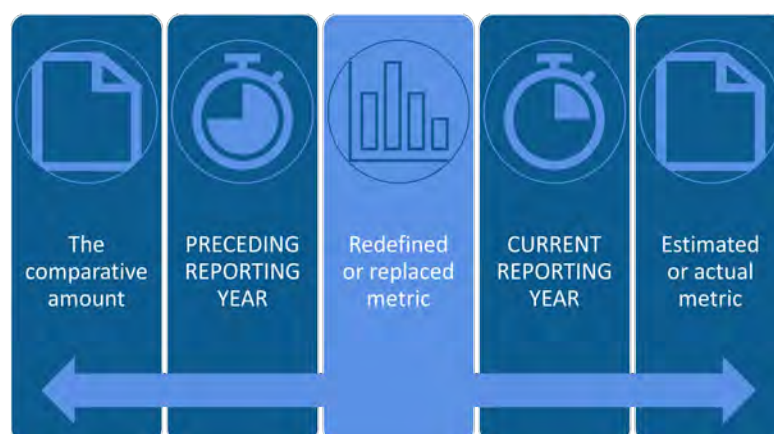 The
comparative
amount
PRECEDING
REPORTING
YEAR
Redefined
or replaced
metric
CURRENT
REPORTING
YEAR
Estimated
or actual
metric